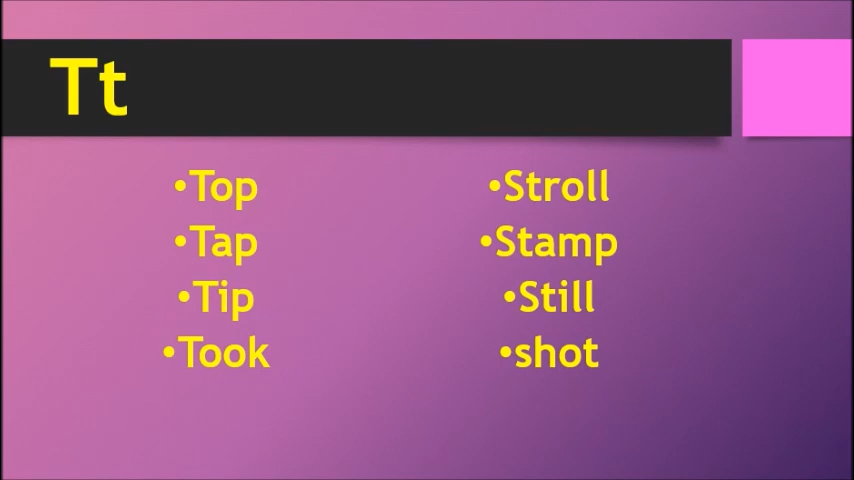 Tt
•Top
•Tap
•Tip
•Took
•Stroll
•Stamp
•Still
•shot